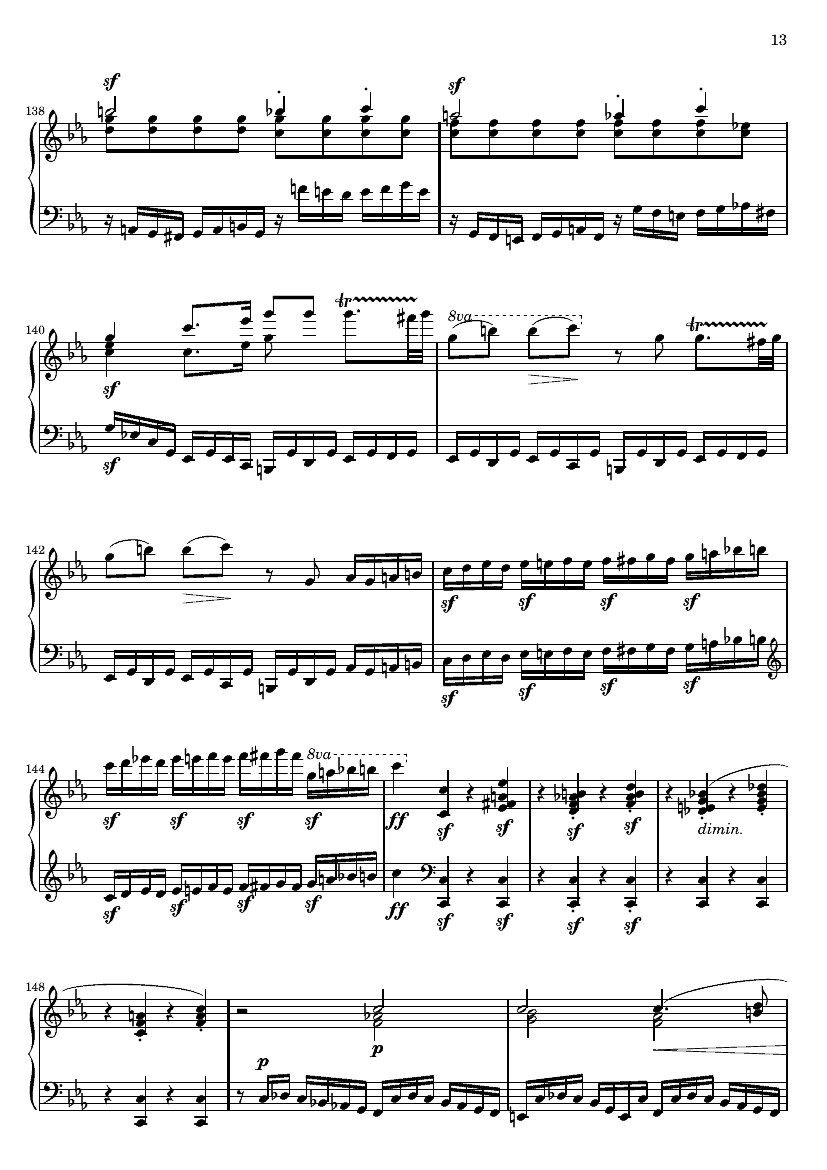 13
sf sf
138
140 tr 8va tr
sf
sf
142
sf sf sf sf
sf sf sf sf
144 8va
sf sf sf sf ff sf sf sf sf dimin.
sf sf sf sf ff sf sf sf sf
148
p
p